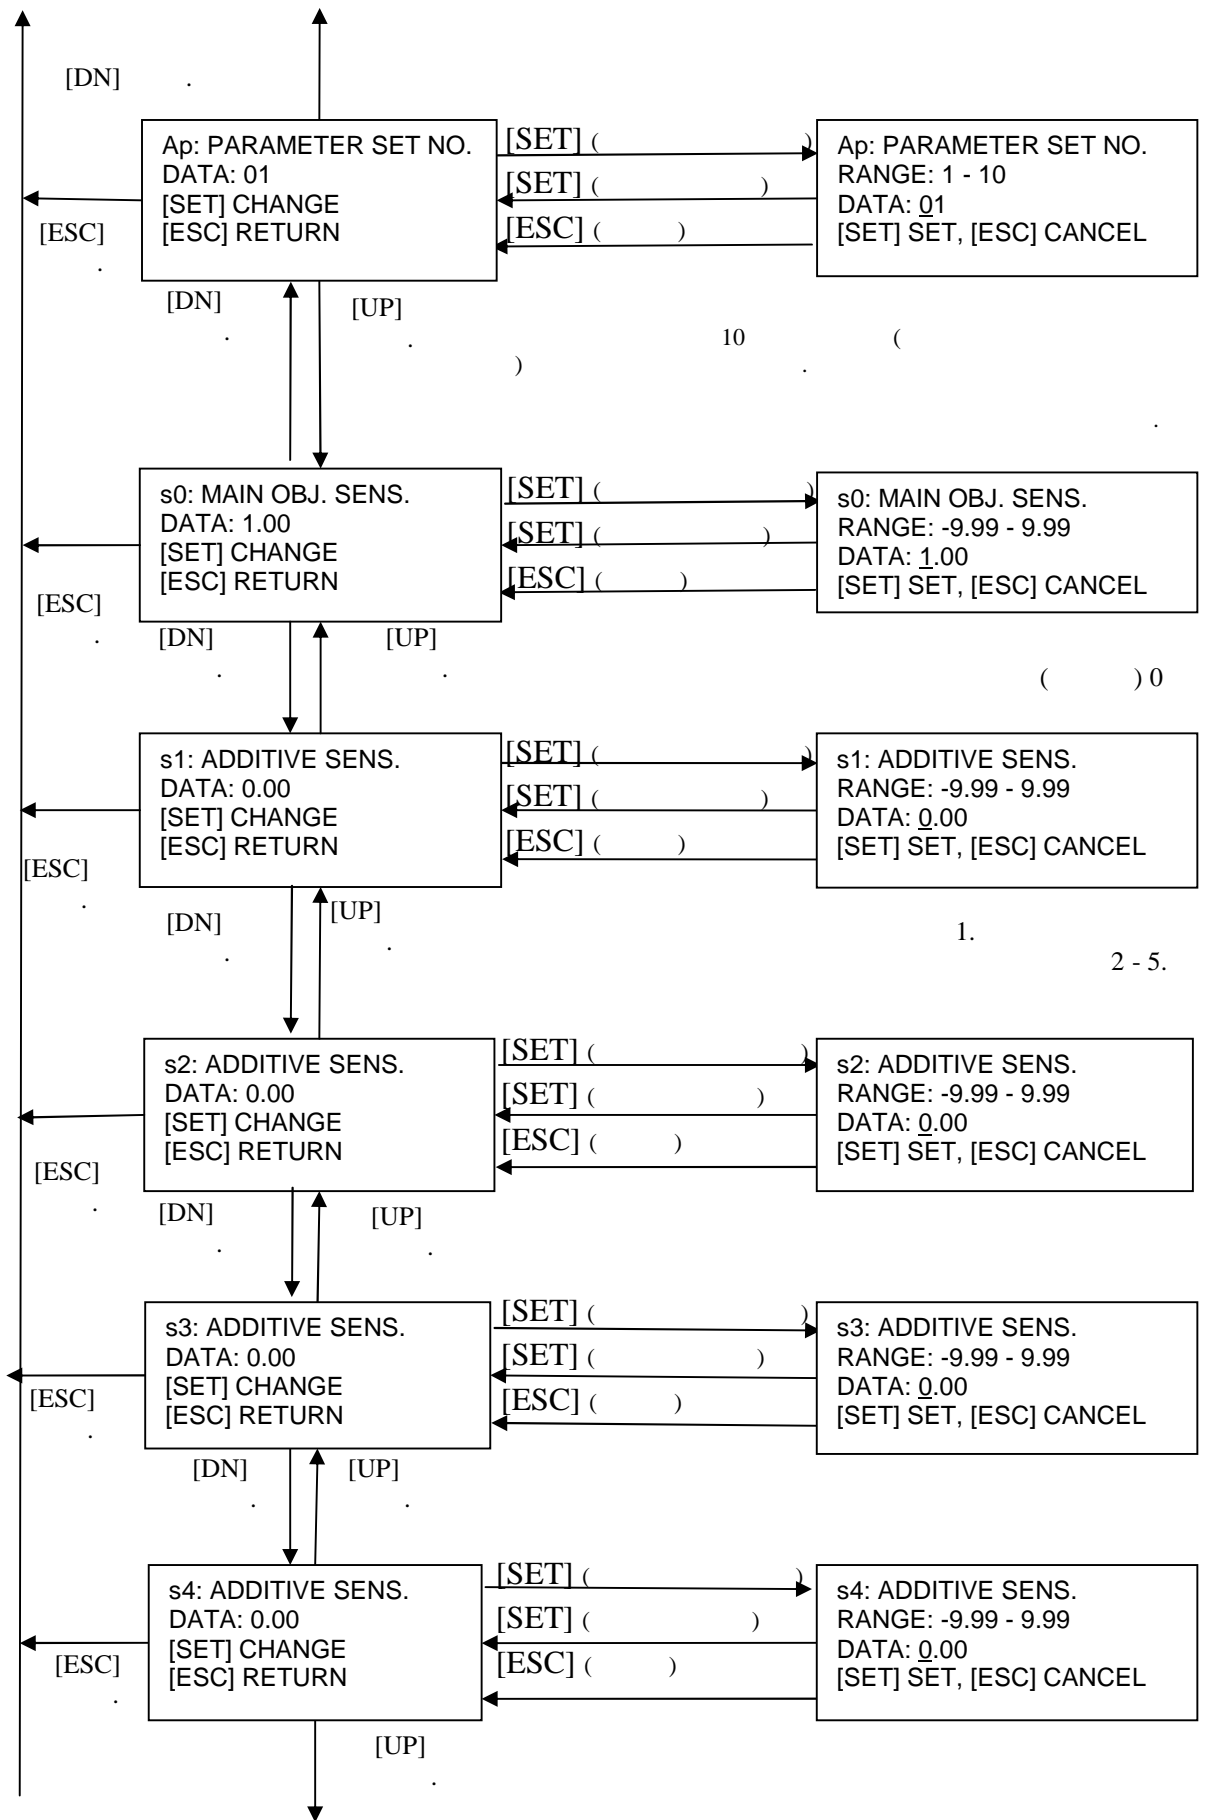 [DN] .
Ap: PARAMETER SET NO.
DATA: 01
[SET] CHANGE
[ESC] RETURN
[SET] ( )
[SET] ( )
[ESC] ( )
Ap: PARAMETER SET NO.
RANGE: 1 - 10
DATA: 01
[SET] SET, [ESC] CANCEL
[ESC]
.
[DN]
.
[UP]
.
10 (
) .
.
s0: MAIN OBJ. SENS.
DATA: 1.00
[SET] CHANGE
[ESC] RETURN
[SET] ( )
[SET] ( )
[ESC] ( )
s0: MAIN OBJ. SENS.
RANGE: -9.99 - 9.99
DATA: 1.00
[SET] SET, [ESC] CANCEL
[ESC]
.
[DN]
.
[UP]
.
( ) 0
s1: ADDITIVE SENS.
DATA: 0.00
[SET] CHANGE
[ESC] RETURN
[SET] ( )
[SET] ( )
[ESC] ( )
s1: ADDITIVE SENS.
RANGE: -9.99 - 9.99
DATA: 0.00
[SET] SET, [ESC] CANCEL
[ESC]
.
[DN]
.
[UP]
.
1.
2 - 5.
s2: ADDITIVE SENS.
DATA: 0.00
[SET] CHANGE
[ESC] RETURN
[SET] ( )
[SET] ( )
[ESC] ( )
s2: ADDITIVE SENS.
RANGE: -9.99 - 9.99
DATA: 0.00
[SET] SET, [ESC] CANCEL
[ESC]
.
[DN]
.
[UP]
.
s3: ADDITIVE SENS.
DATA: 0.00
[SET] CHANGE
[ESC] RETURN
[SET] ( )
[SET] ( )
[ESC] ( )
s3: ADDITIVE SENS.
RANGE: -9.99 - 9.99
DATA: 0.00
[SET] SET, [ESC] CANCEL
[ESC]
.
[DN]
.
[UP]
.
s4: ADDITIVE SENS.
DATA: 0.00
[SET] CHANGE
[ESC] RETURN
[SET] ( )
[SET] ( )
[ESC] ( )
s4: ADDITIVE SENS.
RANGE: -9.99 - 9.99
DATA: 0.00
[SET] SET, [ESC] CANCEL
[ESC]
.
[UP]
.